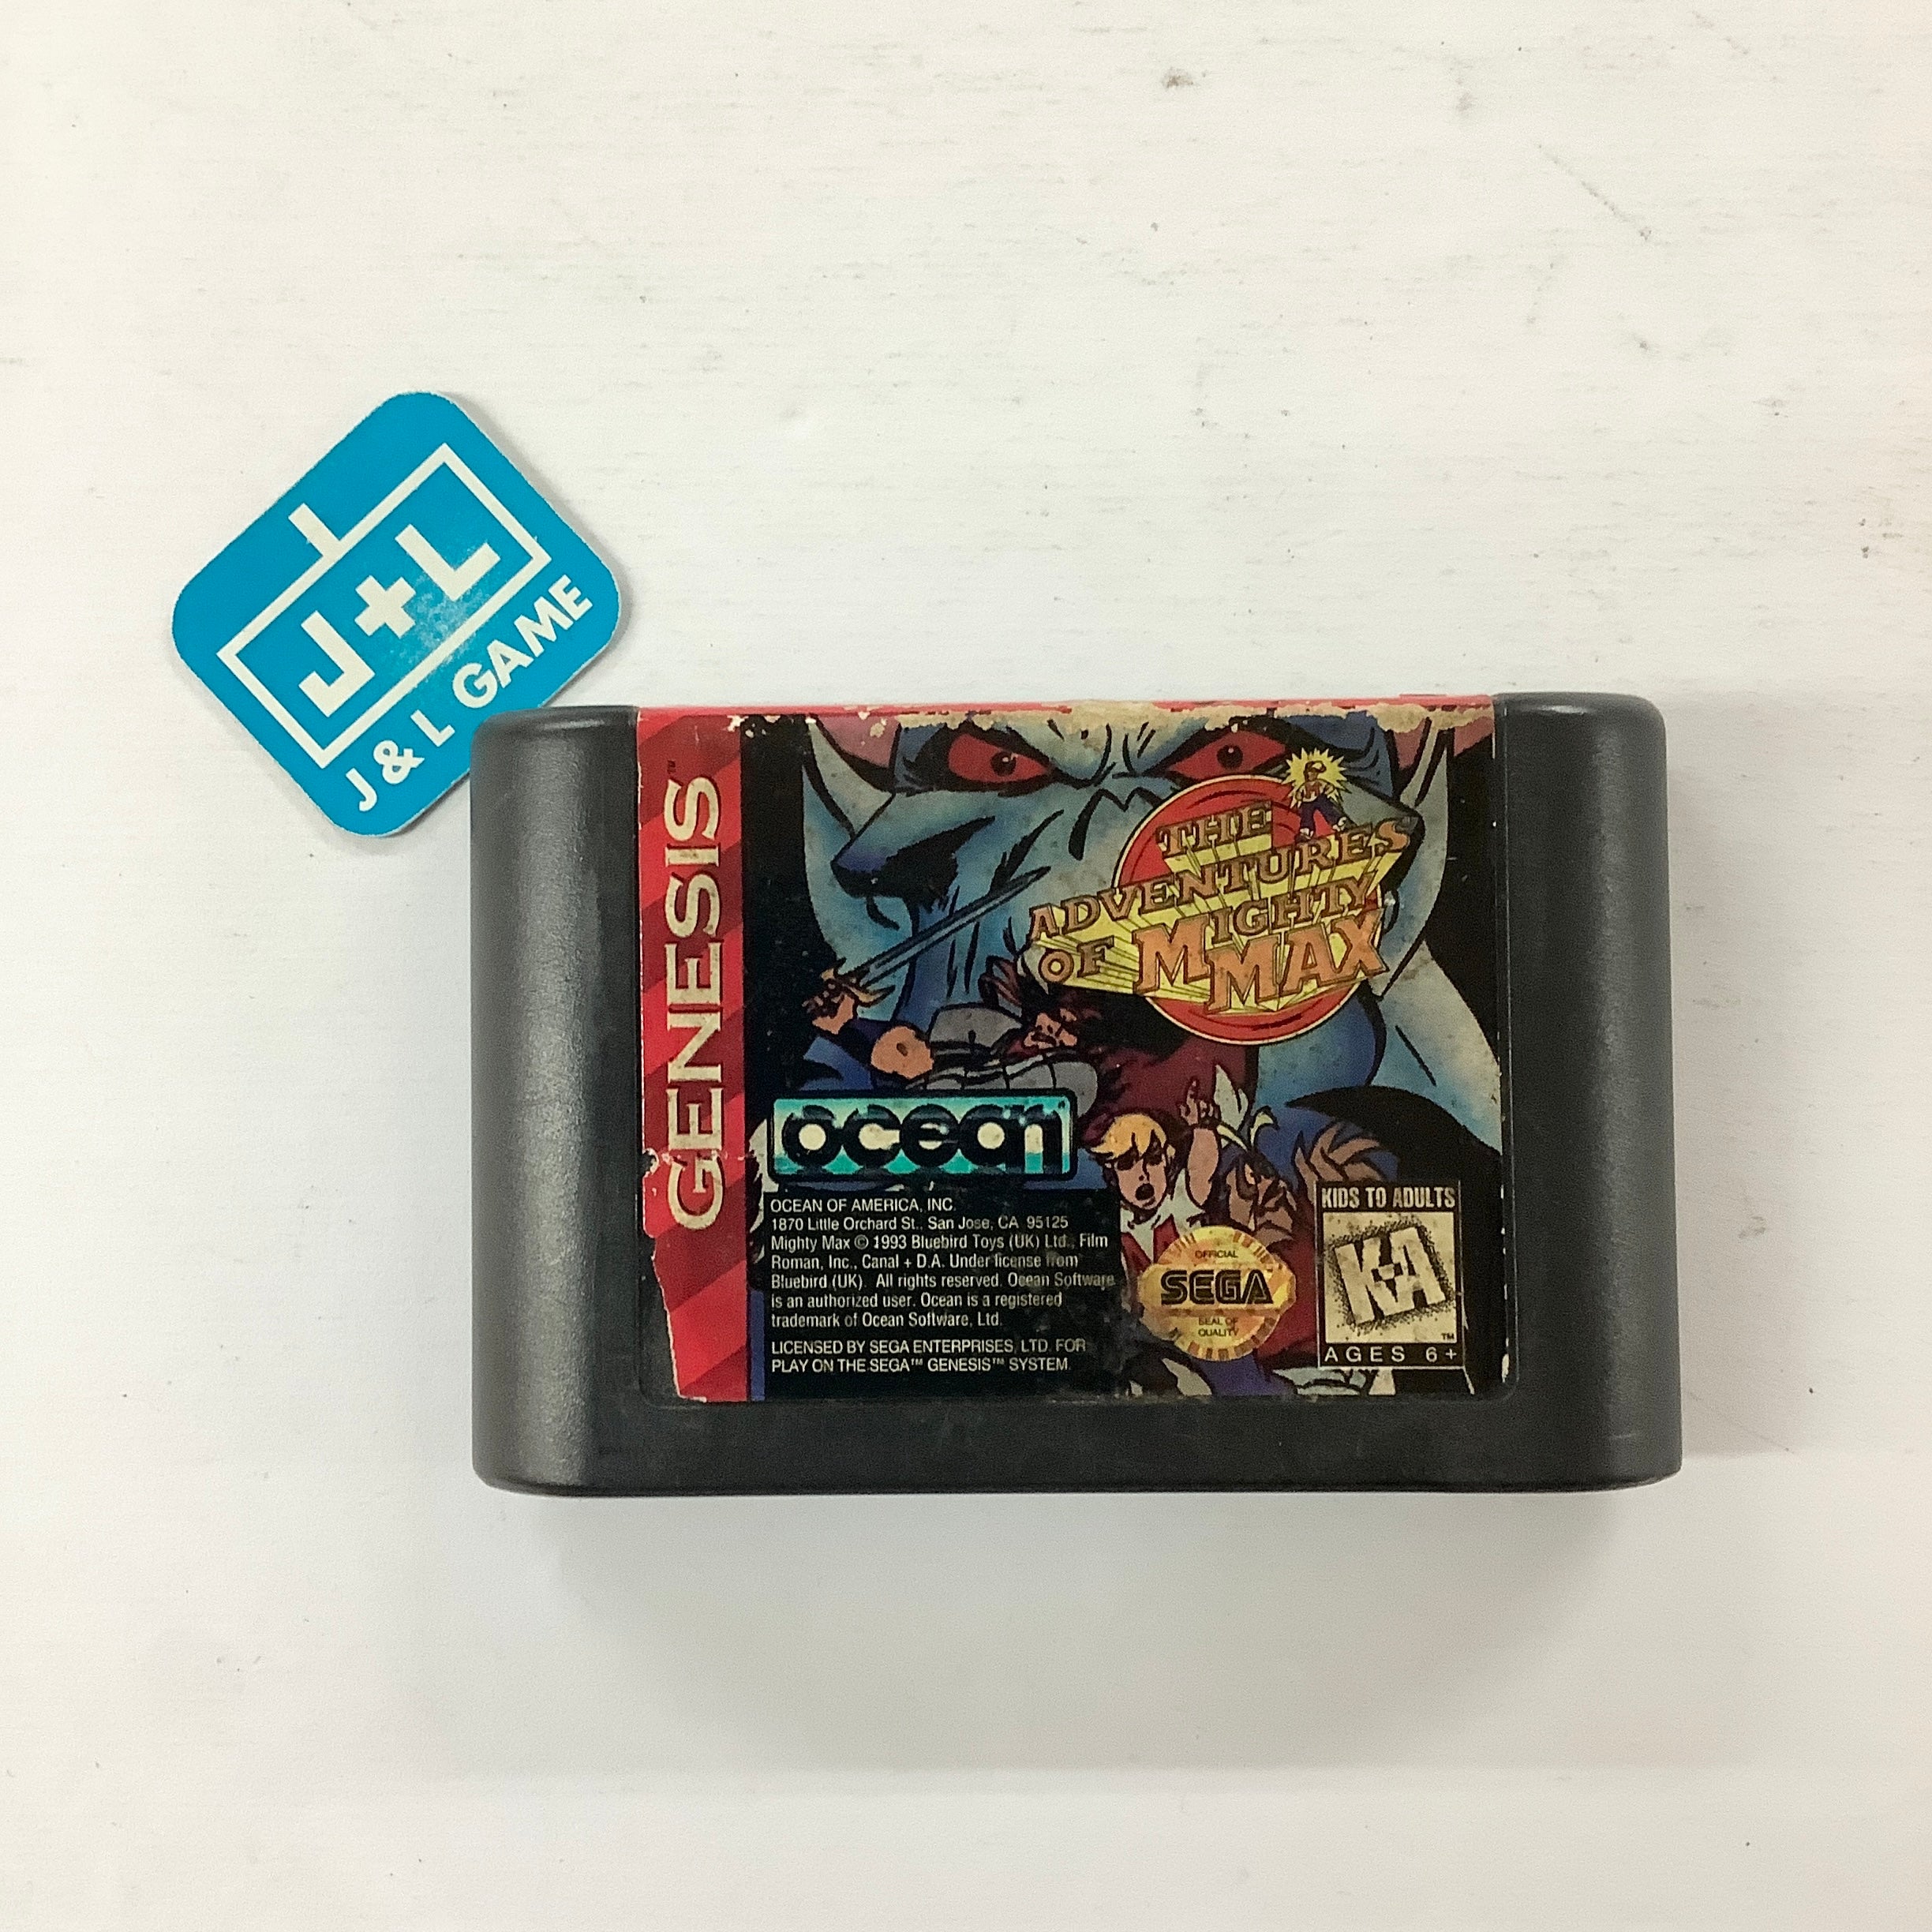 J+L
J & L GAME
GENESIS™
THE
ADVENTURES
OF MIGHTY
MAX
ocean
OCEAN OF AMERICA, INC.
1870 Little Orchard St., San Jose, CA 95125
Mighty Max © 1993 Bluebird Toys (UK) Ltd., Film
Roman, Inc., Canal + D.A. Under license from
Bluebird (UK). All rights reserved. Ocean Software
is an authorized user. Ocean is a registered
trademark of Ocean Software, Ltd.
LICENSED BY SEGA ENTERPRISES, LTD. FOR
PLAY ON THE SEGA™ GENESIS™ SYSTEM.
OFFICIAL
SEGA
SEAL OF
QUALITY
KIDS TO ADULTS
K-A
™
AGES 6+